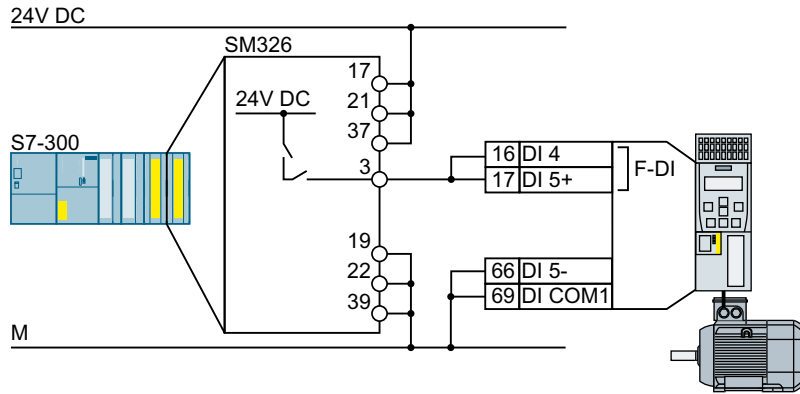 24V DC
SM326
17
24V DC
21
37
S7-300
3
16 DI 4
17 DI 5+
F-DI
19
22
39
66 DI 5-
69 DI COM1
M